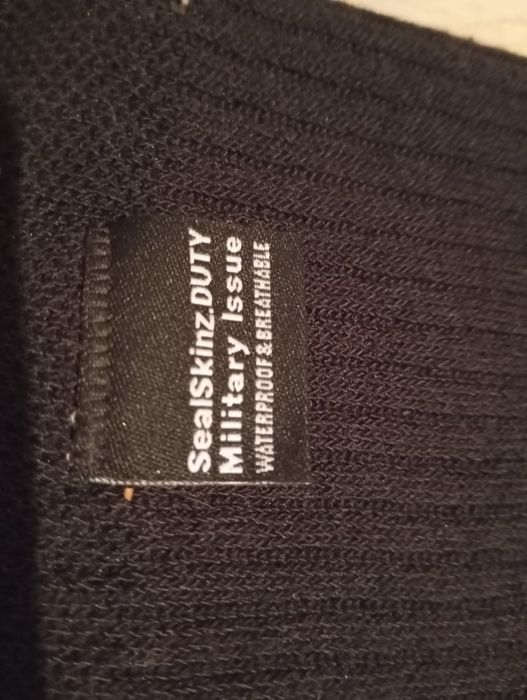 SealSkinz.DUTY
Military Issue
WATERPROOF & BREATHABLE